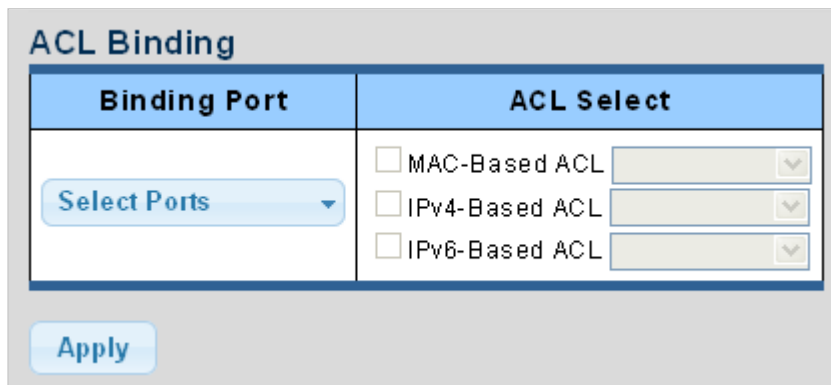 ACL Binding
Binding Port
ACL Select
Select Ports
MAC-Based ACL
IPv4-Based ACL
IPv6-Based ACL
Apply